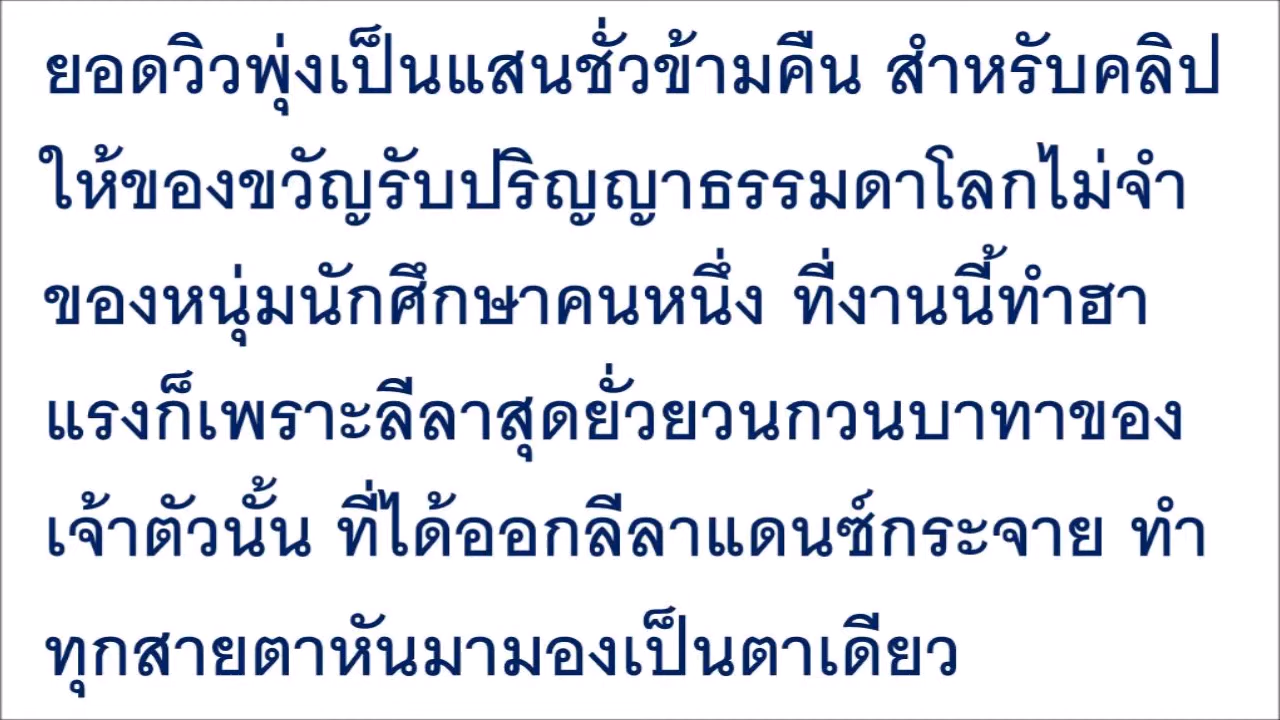 ยอดวิวพุ่งเป็นแสนชั่วข้ามคืน สำหรับคลิป
ให้ของขวัญรับปริญญาธรรมดาโลกไม่จำ
ของหนุ่มนักศึกษาคนหนึ่ง ที่งานนี้ทำฮา
แรงก็เพราะลีลาสุดยั่วยวนกวนบาทาของ
เจ้าตัวนั้น ที่ได้ออกลีลาแดนซ์กระจาย ทำ
ทุกสายตาหันมามองเป็นตาเดียว